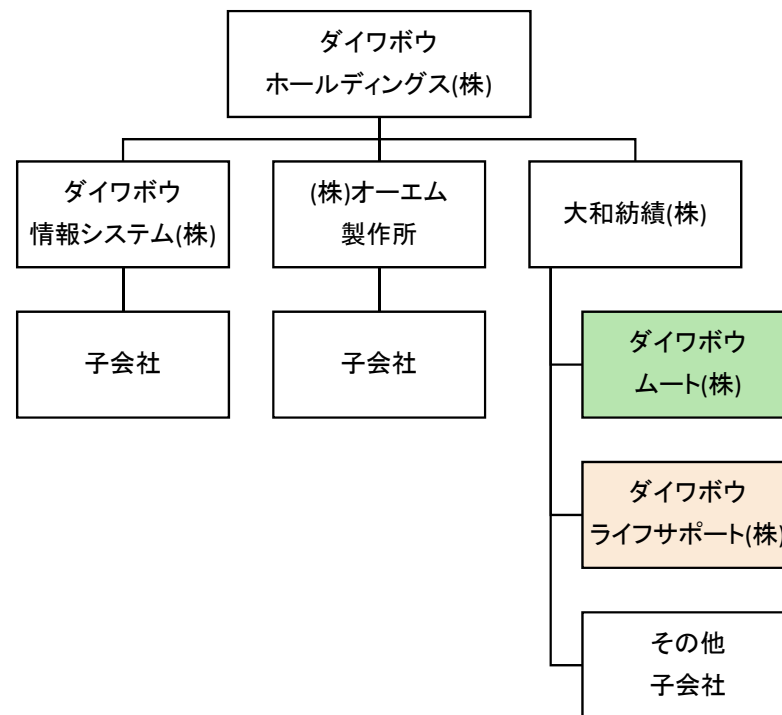 ダイワボウ
ホールディングス(株)
ダイワボウ
情報システム(株)
(株)オーエム
製作所
大和紡績(株)
子会社
子会社
ダイワボウ
ムート(株)
ダイワボウ
ライフサポート(株)
その他
子会社